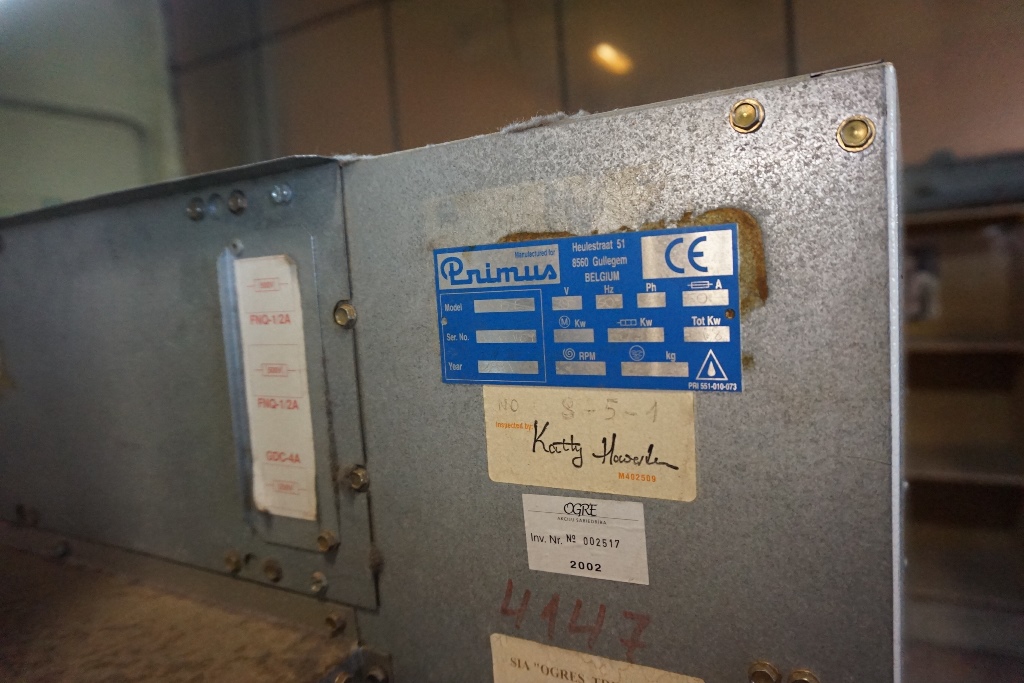 Manufactured for
Primus
Heulestraat 51
8560 Gullegem
BELGIUM
CE
Model
V
Hz
Ph
A
Ser. No.
M Kw
Kw
Tot Kw
Year
RPM
kg
PRI 551-010-073
NO 8-5-1
Inspected by:
Katty
M402509
OGRE
Inv. Nr. № 002517
2002
4147
SIA "OGRES
FNQ-1/2A
FNQ-1/2A
GDC-4A